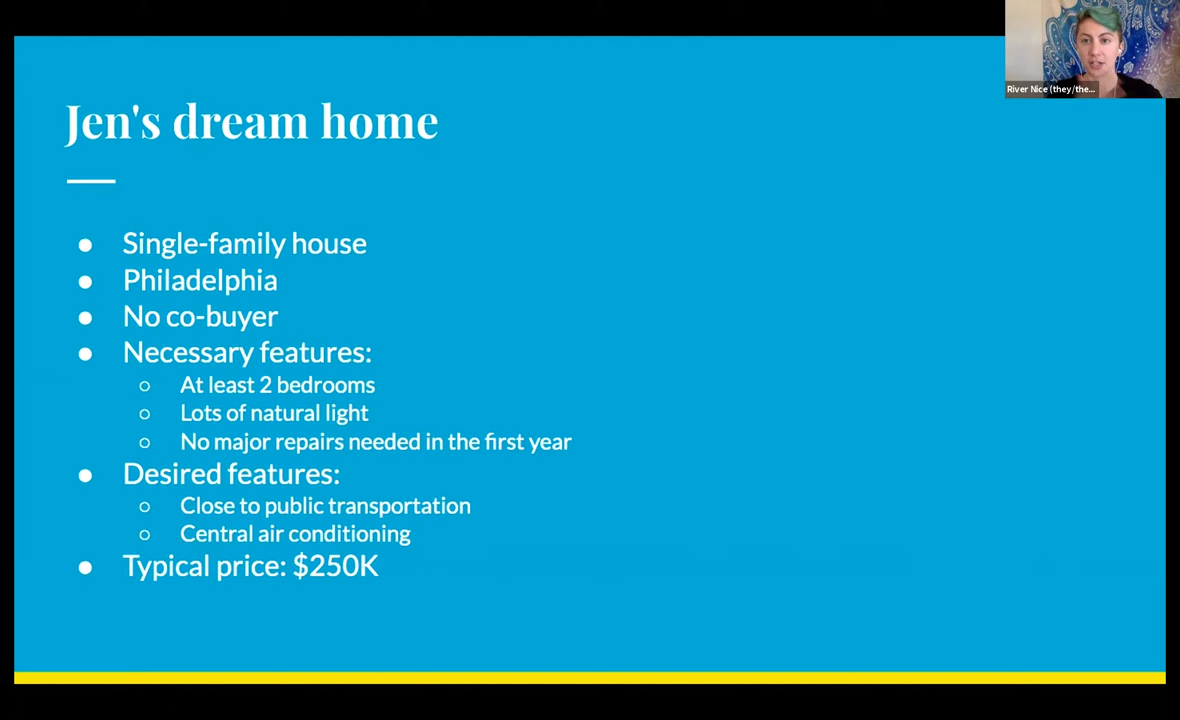 River Nice (they/the...
Jen's dream home
Single-family house
Philadelphia
No co-buyer
Necessary features:
At least 2 bedrooms
Lots of natural light
No major repairs needed in the first year
Desired features:
Close to public transportation
Central air conditioning
Typical price: $250K